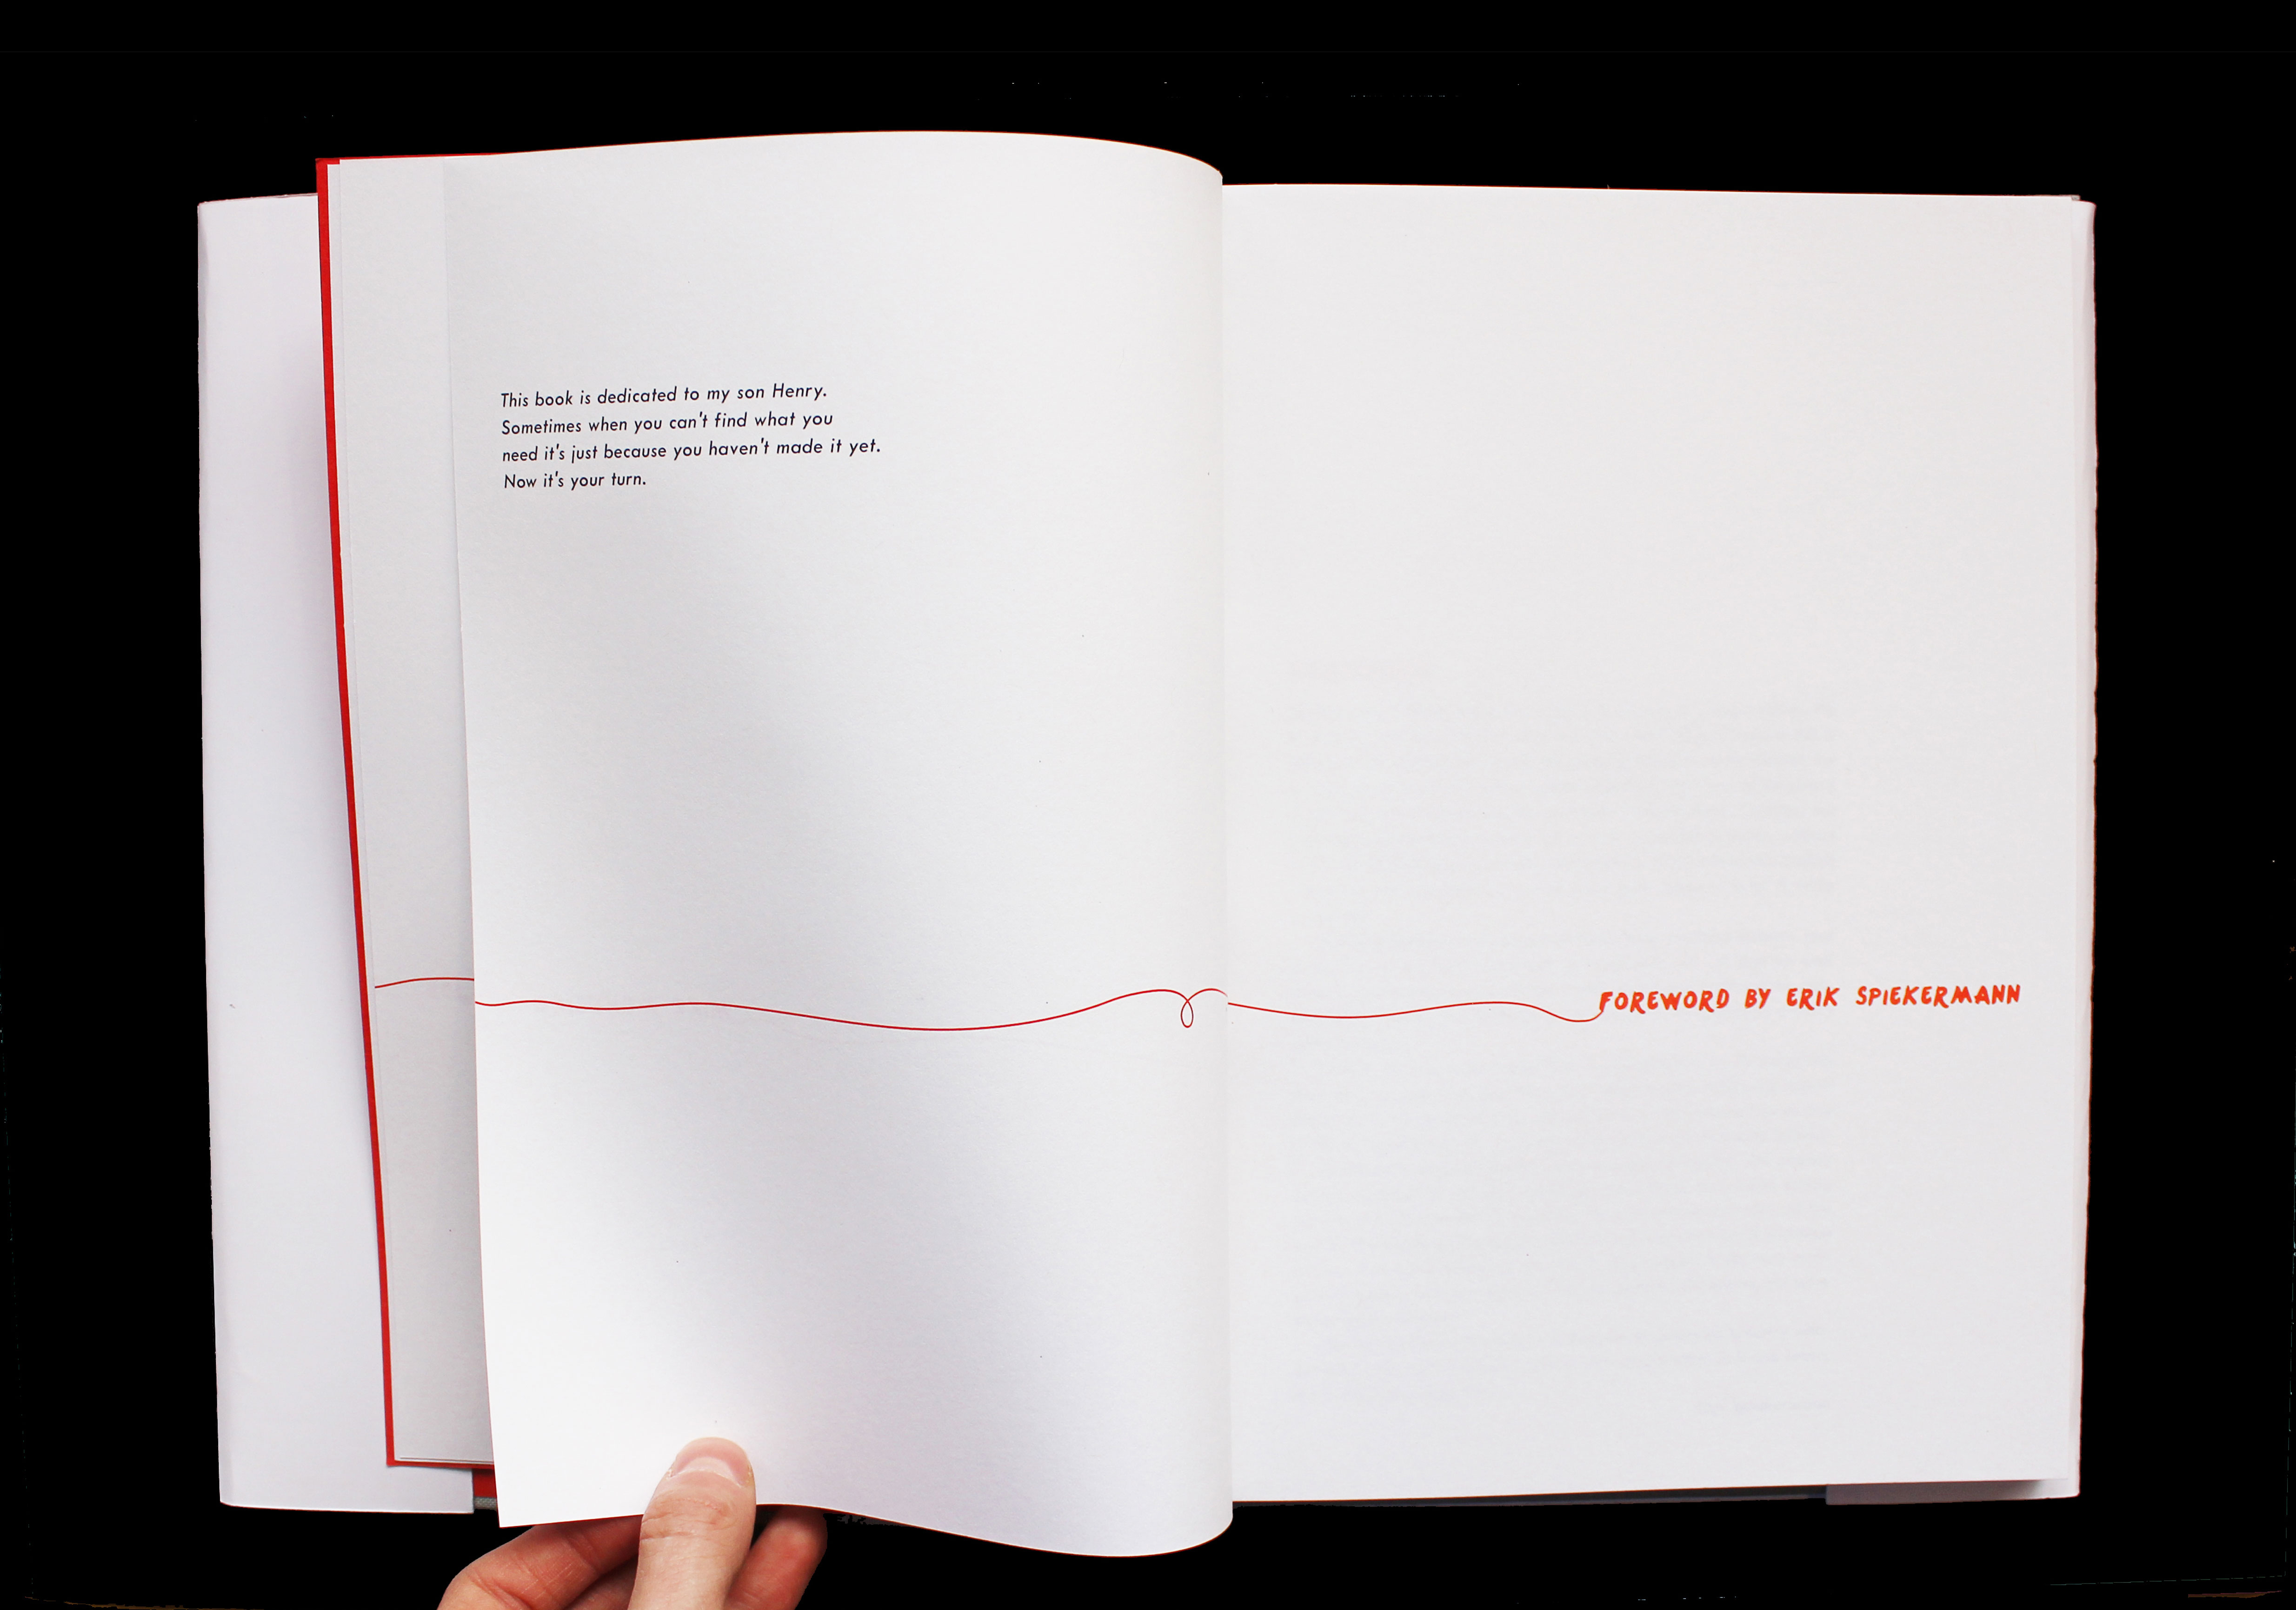 This book is dedicated to my son Henry.
Sometimes when you can't find what you
need it's just because you haven't made it yet.
Now it's your turn.
FOREWORD BY ERIK SPIEKERMANN